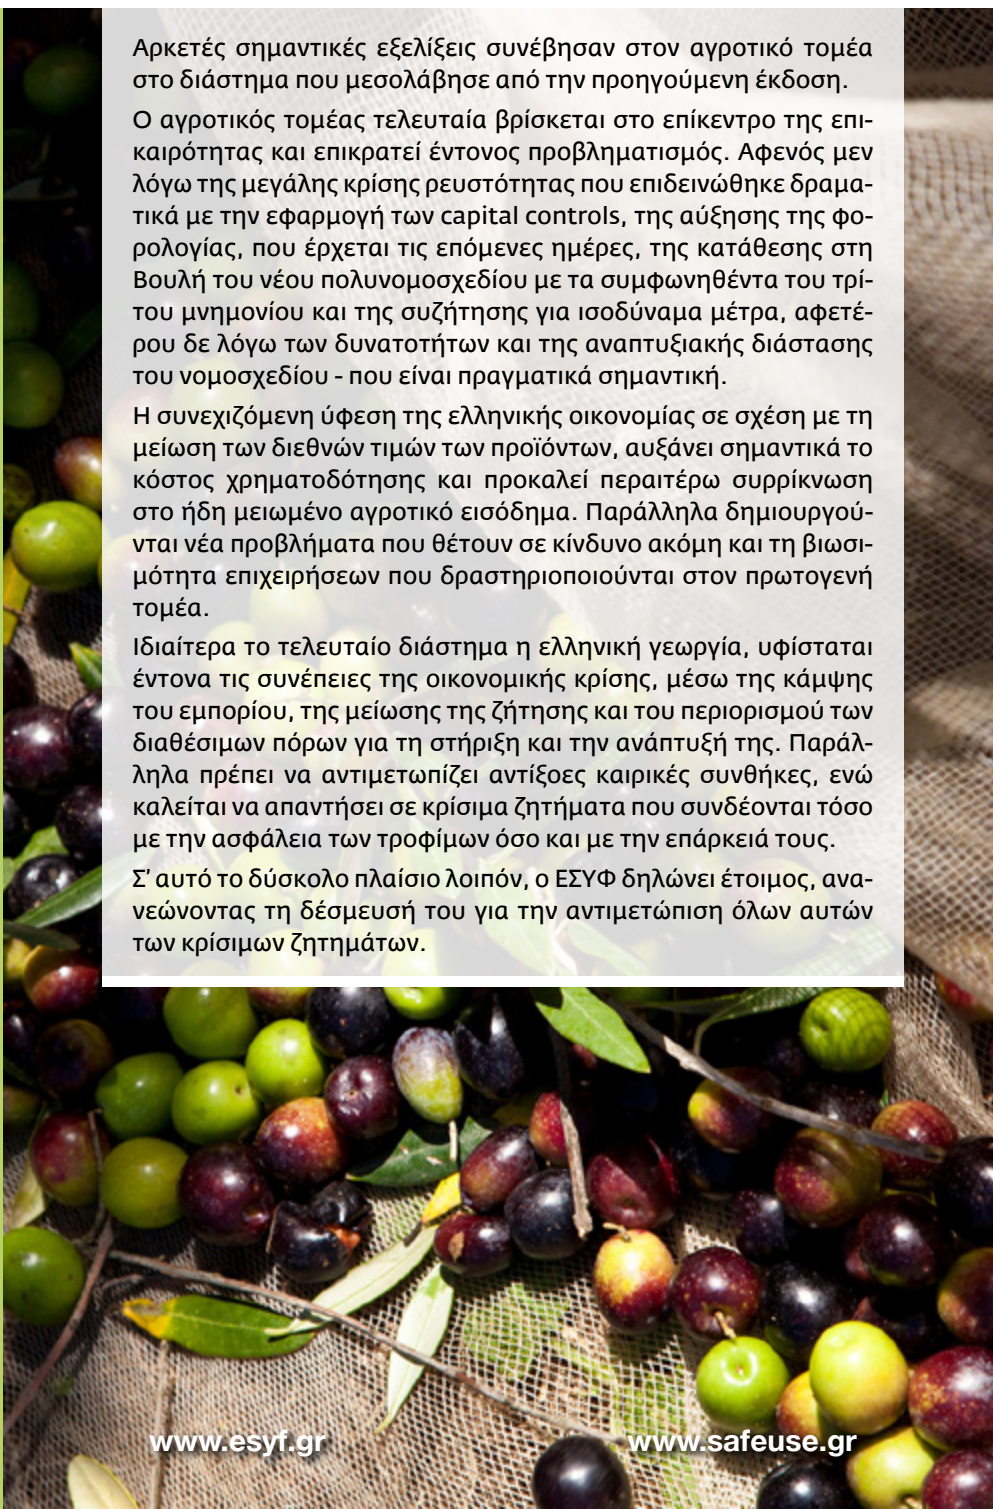 Αρκετές σημαντικές εξελίξεις συνέβησαν στον αγροτικό τομέα
στο διάστημα που μεσολάβησε από την προηγούμενη έκδοση.
Ο αγροτικός τομέας τελευταία βρίσκεται στο επίκεντρο της επι-
καιρότητας και επικρατεί έντονος προβληματισμός. Αφενός μεν
λόγω της μεγάλης κρίσης ρευστότητας που επιδεινώθηκε δραμα-
τικά με την εφαρμογή των capital controls, της αύξησης της φο-
ρολογίας, που έρχεται τις επόμενες ημέρες, της κατάθεσης στη
Βουλή του νέου πολυνομοσχεδίου με τα συμφωνηθέντα του τρί-
του μνημονίου και της συζήτησης για ισοδύναμα μέτρα, αφετέ-
ρου δε λόγω των δυνατοτήτων και της αναπτυξιακής διάστασης
του νομοσχεδίου - που είναι πραγματικά σημαντική.
Η συνεχιζόμενη ύφεση της ελληνικής οικονομίας σε σχέση με τη
μείωση των διεθνών τιμών των προϊόντων, αυξάνει σημαντικά το
κόστος χρηματοδότησης και προκαλεί περαιτέρω συρρίκνωση
στο ήδη μειωμένο αγροτικό εισόδημα. Παράλληλα δημιουργού-
νται νέα προβλήματα που θέτουν σε κίνδυνο ακόμη και τη βιωσι-
μότητα επιχειρήσεων που δραστηριοποιούνται στον πρωτογενή
τομέα.
Ιδιαίτερα το τελευταίο διάστημα η ελληνική γεωργία, υφίσταται
έντονα τις συνέπειες της οικονομικής κρίσης, μέσω της κάμψης
του εμπορίου, της μείωσης της ζήτησης και του περιορισμού των
διαθέσιμων πόρων για τη στήριξη και την ανάπτυξή της. Παράλ-
ληλα πρέπει να αντιμετωπίζει αντίξοες καιρικές συνθήκες, ενώ
καλείται να απαντήσει σε κρίσιμα ζητήματα που συνδέονται τόσο
με την ασφάλεια των τροφίμων όσο και με την επάρκειά τους.
Σ' αυτό το δύσκολο πλαίσιο λοιπόν, ο ΕΣΥΦ δηλώνει έτοιμος, ανα-
νεώνοντας τη δέσμευσή του για την αντιμετώπιση όλων αυτών
των κρίσιμων ζητημάτων.
www.esyf.gr
www.safeuse.gr